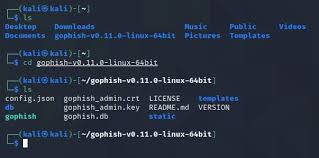 ┌──(kali㉿kali)-[~]
└─$ ls
Desktop Downloads Music Public Videos
Documents gophish-v0.11.0-linux-64bit Pictures Templates
┌──(kali㉿kali)-[~]
└─$ cd gophish-v0.11.0-linux-64bit
┌──(kali㉿kali)-[~/gophish-v0.11.0-linux-64bit]
└─$ ls
config.json gophish_admin.crt LICENSE templates
db gophish_admin.key README.md VERSION
gophish gophish.db static
┌──(kali㉿kali)-[~/gophish-v0.11.0-linux-64bit]
└─$